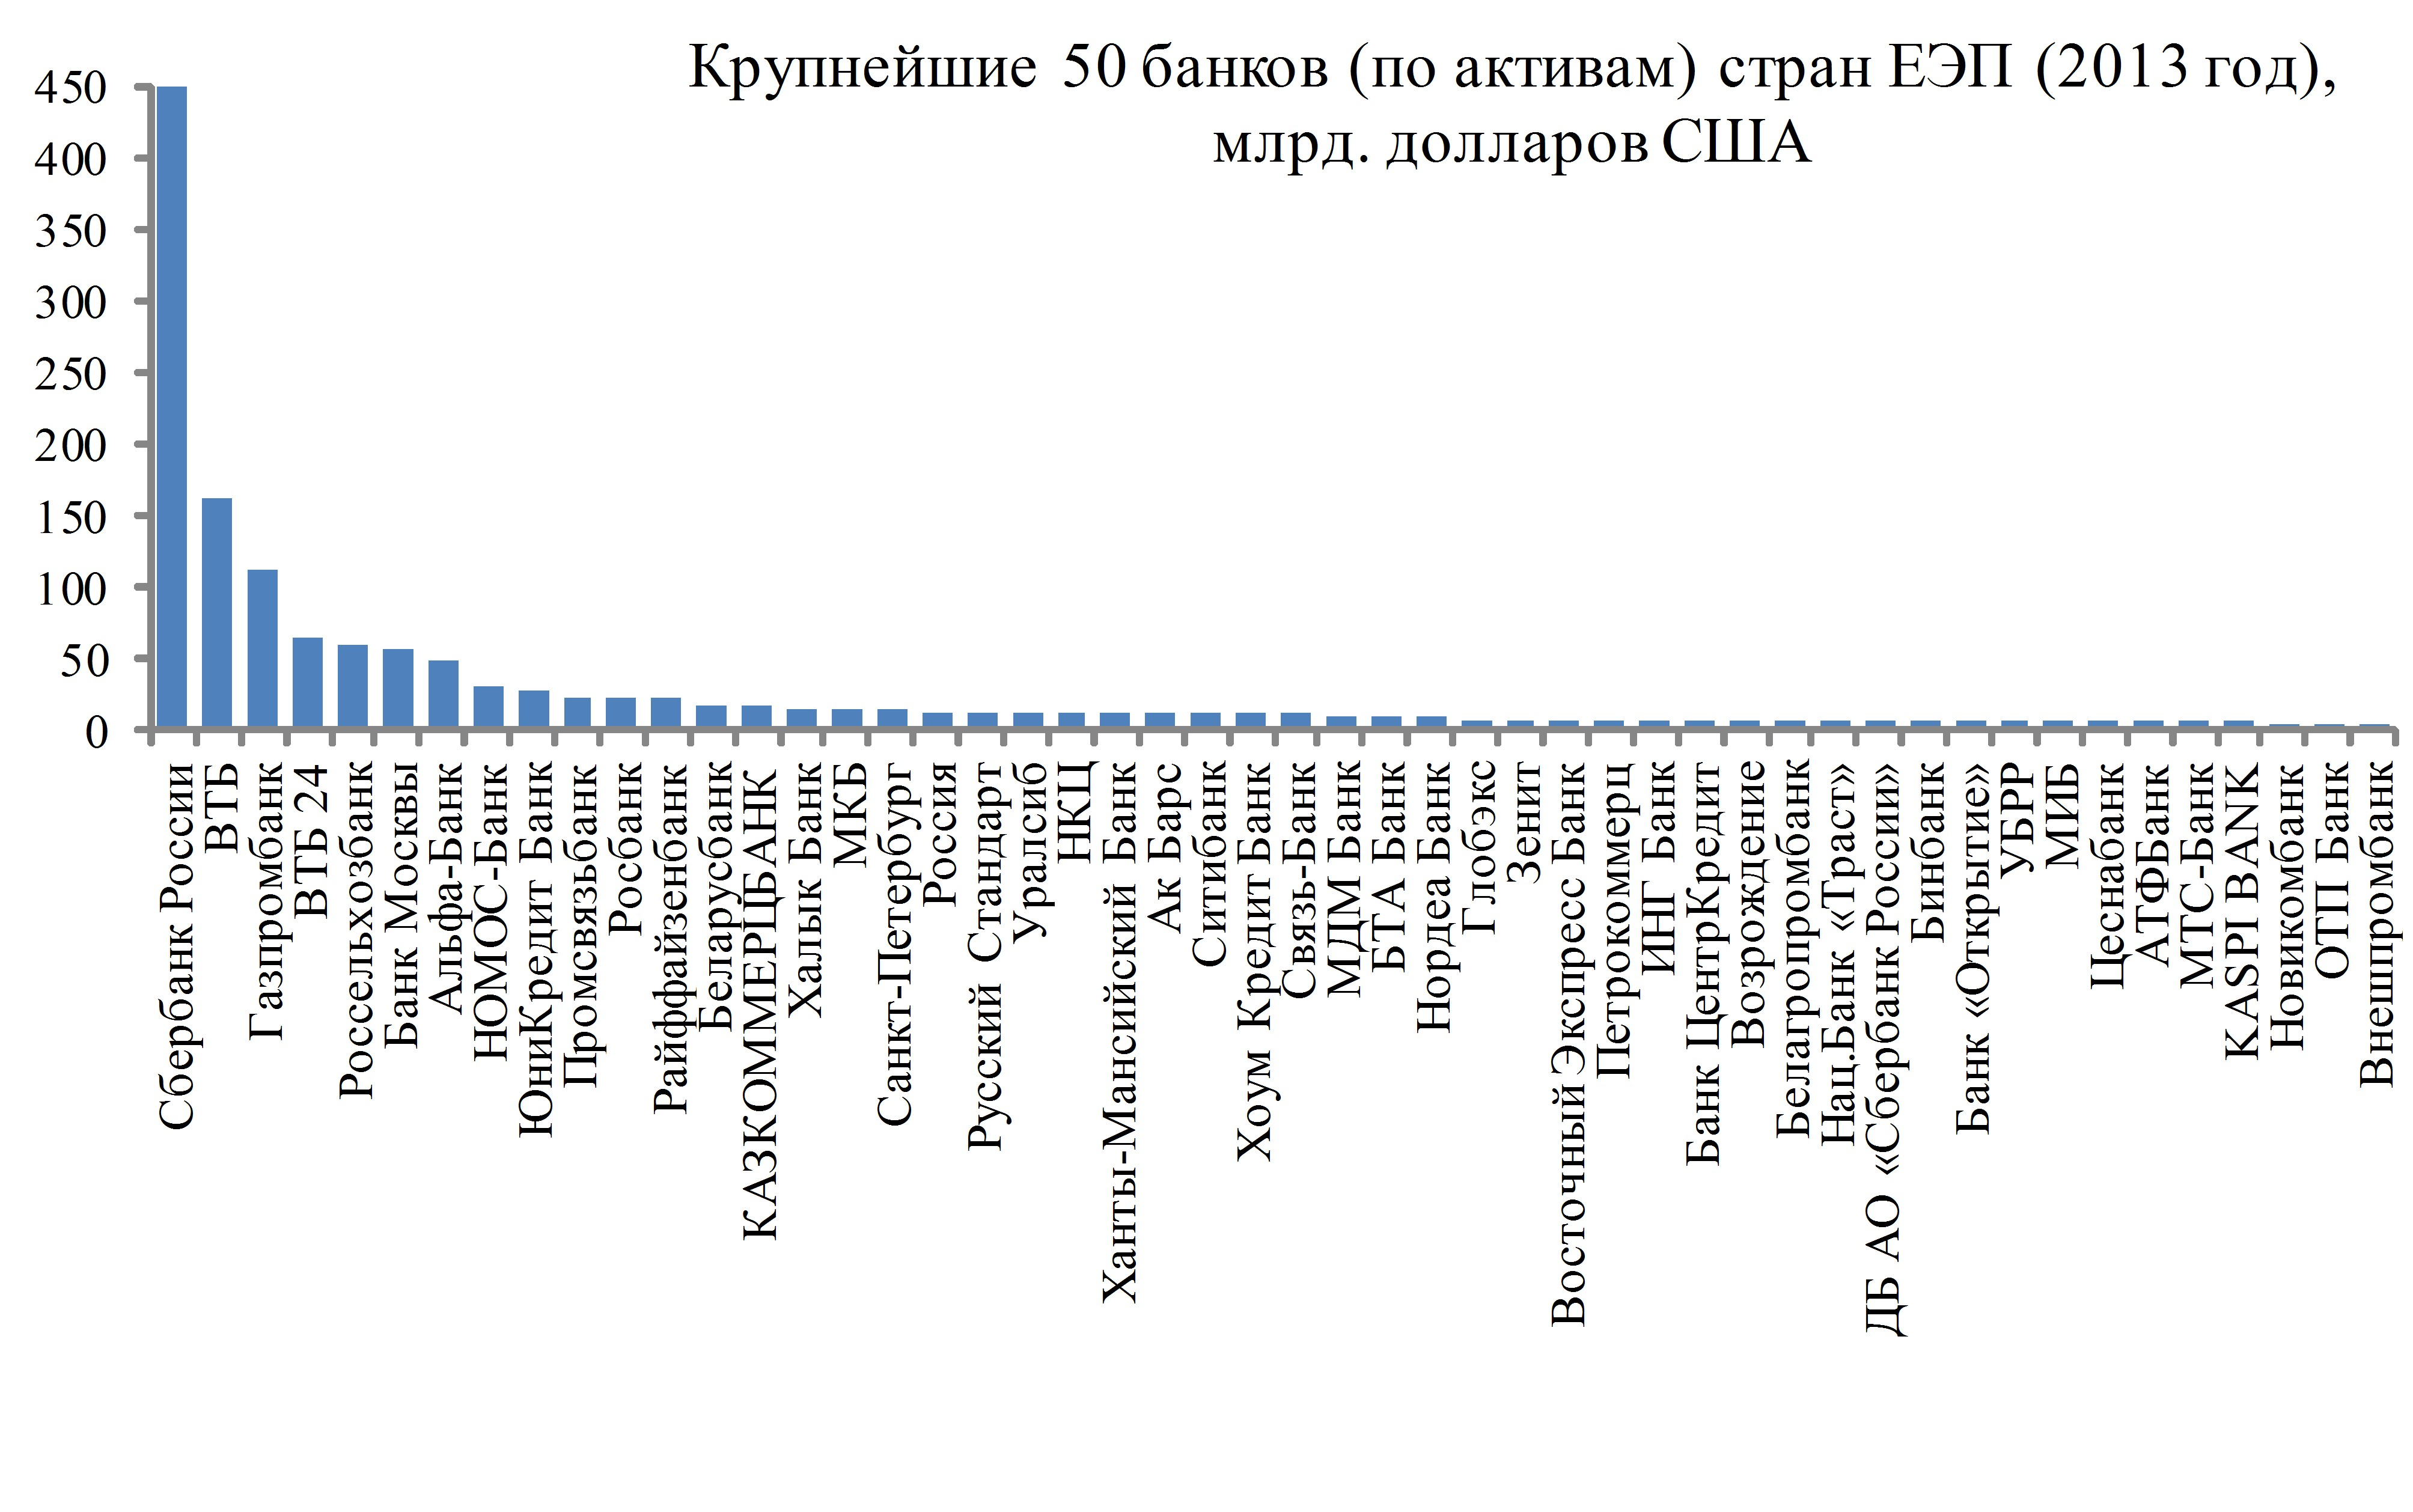 Крупнейшие 50 банков (по активам) стран ЕЭП (2013 год),
млрд. долларов США
450
400
350
300
250
200
150
100
50
0
Сбербанк России
ВТБ
Газпромбанк
ВТБ 24
Россельхозбанк
Банк Москвы
Альфа-Банк
НОМОС-Банк
ЮниКредит Банк
Промсвязьбанк
Росбанк
Райффайзенбанк
Беларусбанк
КАЗКОММЕРЦБАНК
Халык Банк
МКБ
Санкт-Петербург
Россия
Русский Стандарт
Уралсиб
НКЦ
Ханты-Мансийский Банк
Ак Барс
Ситибанк
Хоум Кредит Банк
Связь-Банк
МДМ Банк
БТА Банк
Нордеа Банк
Глобэкс
Зенит
Восточный Экспресс Банк
Петрокоммерц
ИНГ Банк
Банк ЦентрКредит
Возрождение
Белагропромбанк
Нац.Банк «Траст»
ДБ АО «Сбербанк России»
Бинбанк
Банк «Открытие»
УБРР
МИБ
Цеснабанк
АТФБанк
МТС-Банк
KASPI BANK
Новикомбанк
ОТП Банк
Внешпромбанк